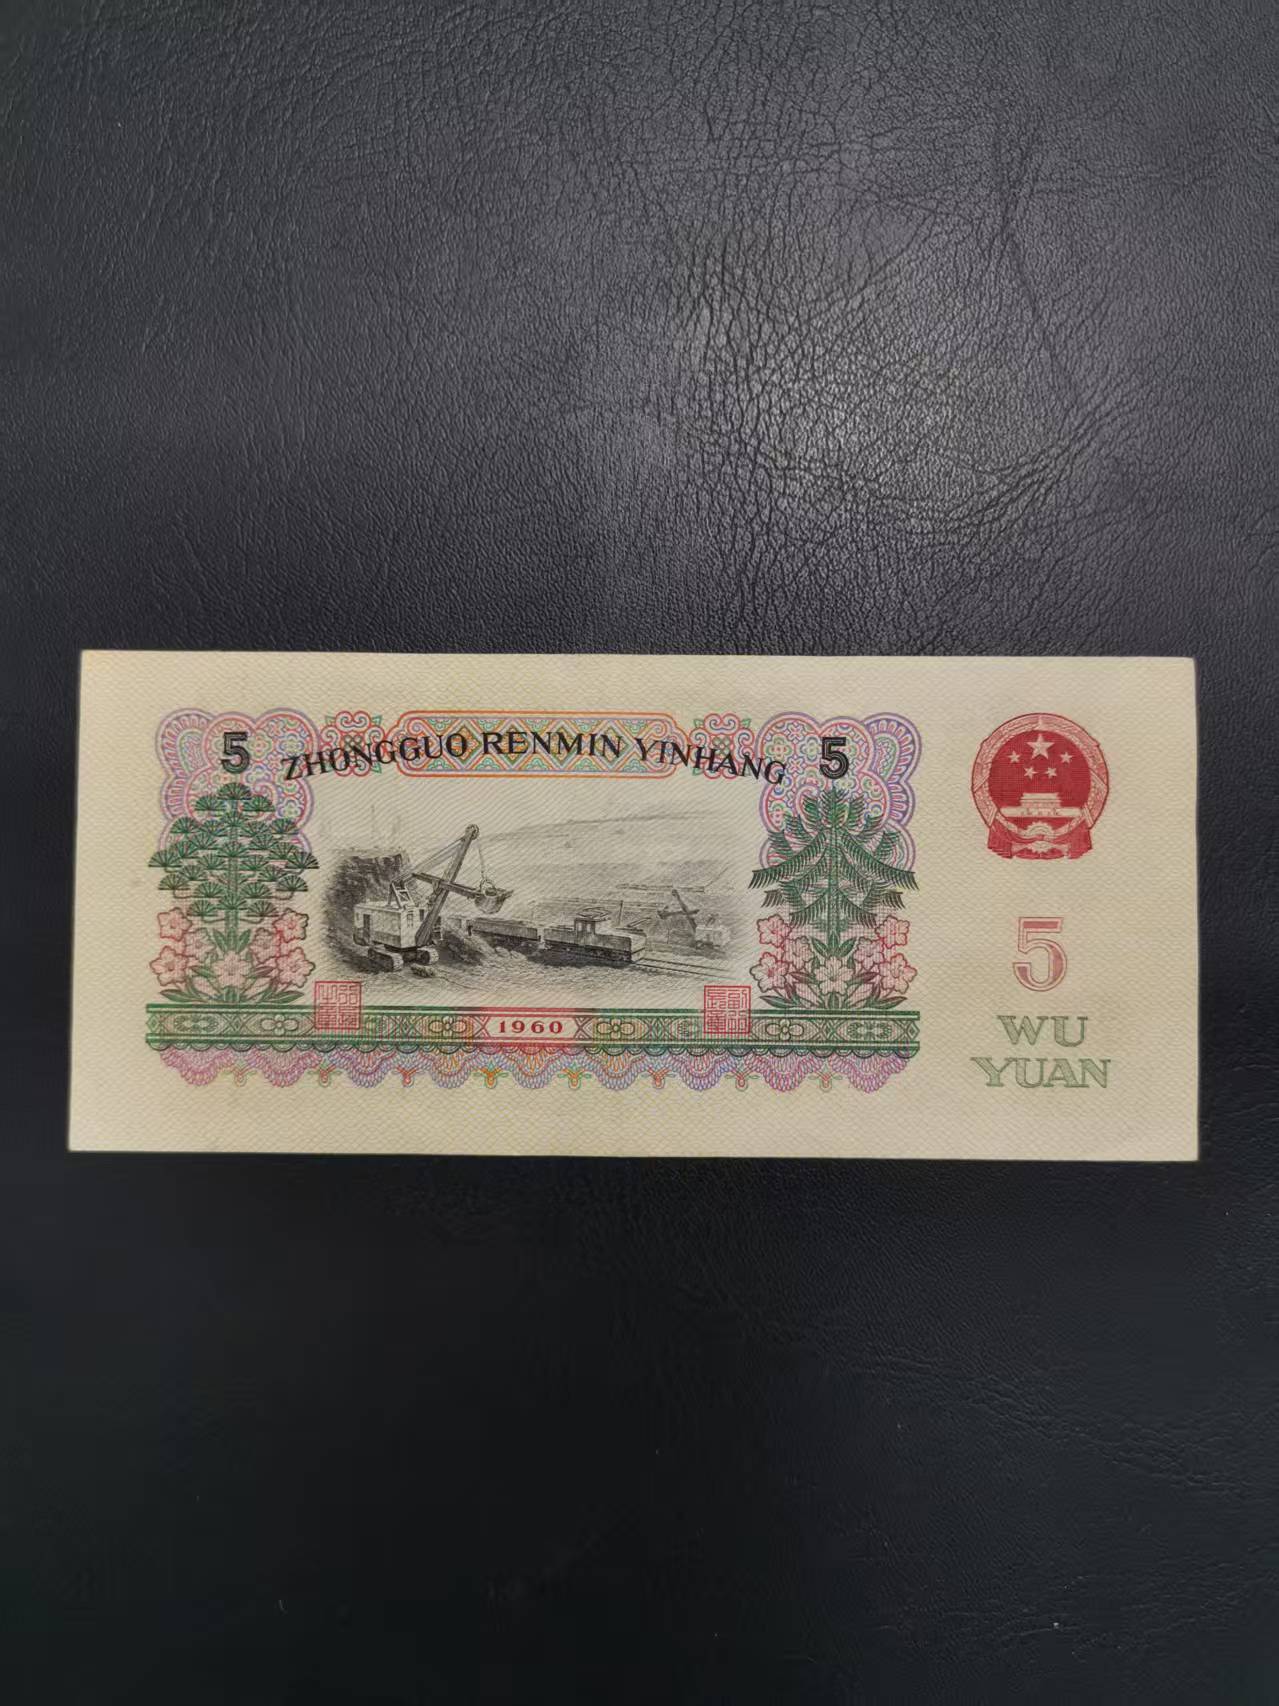 5 ZHONGGUO RENMIN YINHANG 5
1960
5
WU
YUAN